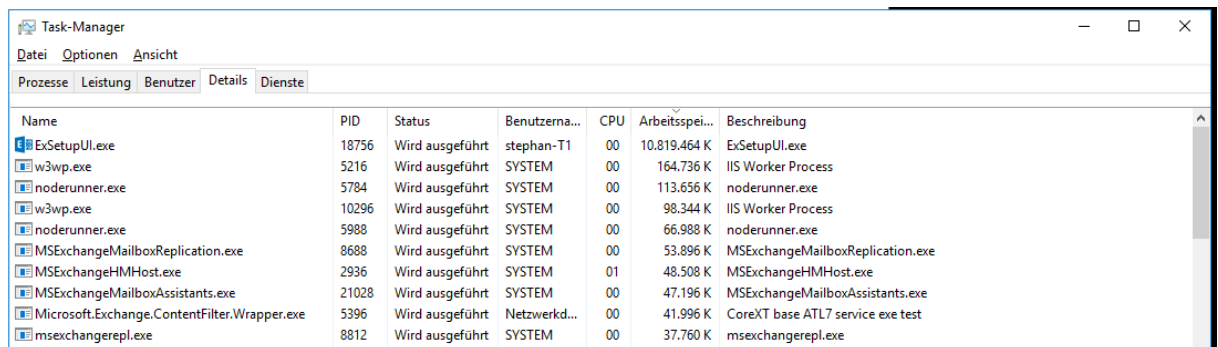 Task-Manager
Datei Optionen Ansicht
Prozesse Leistung Benutzer Details Dienste
Name PID Status Benutzerna... CPU Arbeitsspei... Beschreibung
ExSetupUI.exe 18756 Wird ausgeführt stephan-T1 00 10.819.464 K ExSetupUI.exe
w3wp.exe 5216 Wird ausgeführt SYSTEM 00 164.736 K IIS Worker Process
noderunner.exe 5784 Wird ausgeführt SYSTEM 00 113.656 K noderunner.exe
w3wp.exe 10296 Wird ausgeführt SYSTEM 00 98.344 K IIS Worker Process
noderunner.exe 5988 Wird ausgeführt SYSTEM 00 66.988 K noderunner.exe
MSExchangeMailboxReplication.exe 8688 Wird ausgeführt SYSTEM 00 53.896 K MSExchangeMailboxReplication.exe
MSExchangeHMHost.exe 2936 Wird ausgeführt SYSTEM 01 48.508 K MSExchangeHMHost.exe
MSExchangeMailboxAssistants.exe 21028 Wird ausgeführt SYSTEM 00 47.196 K MSExchangeMailboxAssistants.exe
Microsoft.Exchange.ContentFilter.Wrapper.exe 5396 Wird ausgeführt Netzwerkd... 00 41.996 K CoreXT base ATL7 service exe test
msexchangerepl.exe 8812 Wird ausgeführt SYSTEM 00 37.760 K msexchangerepl.exe